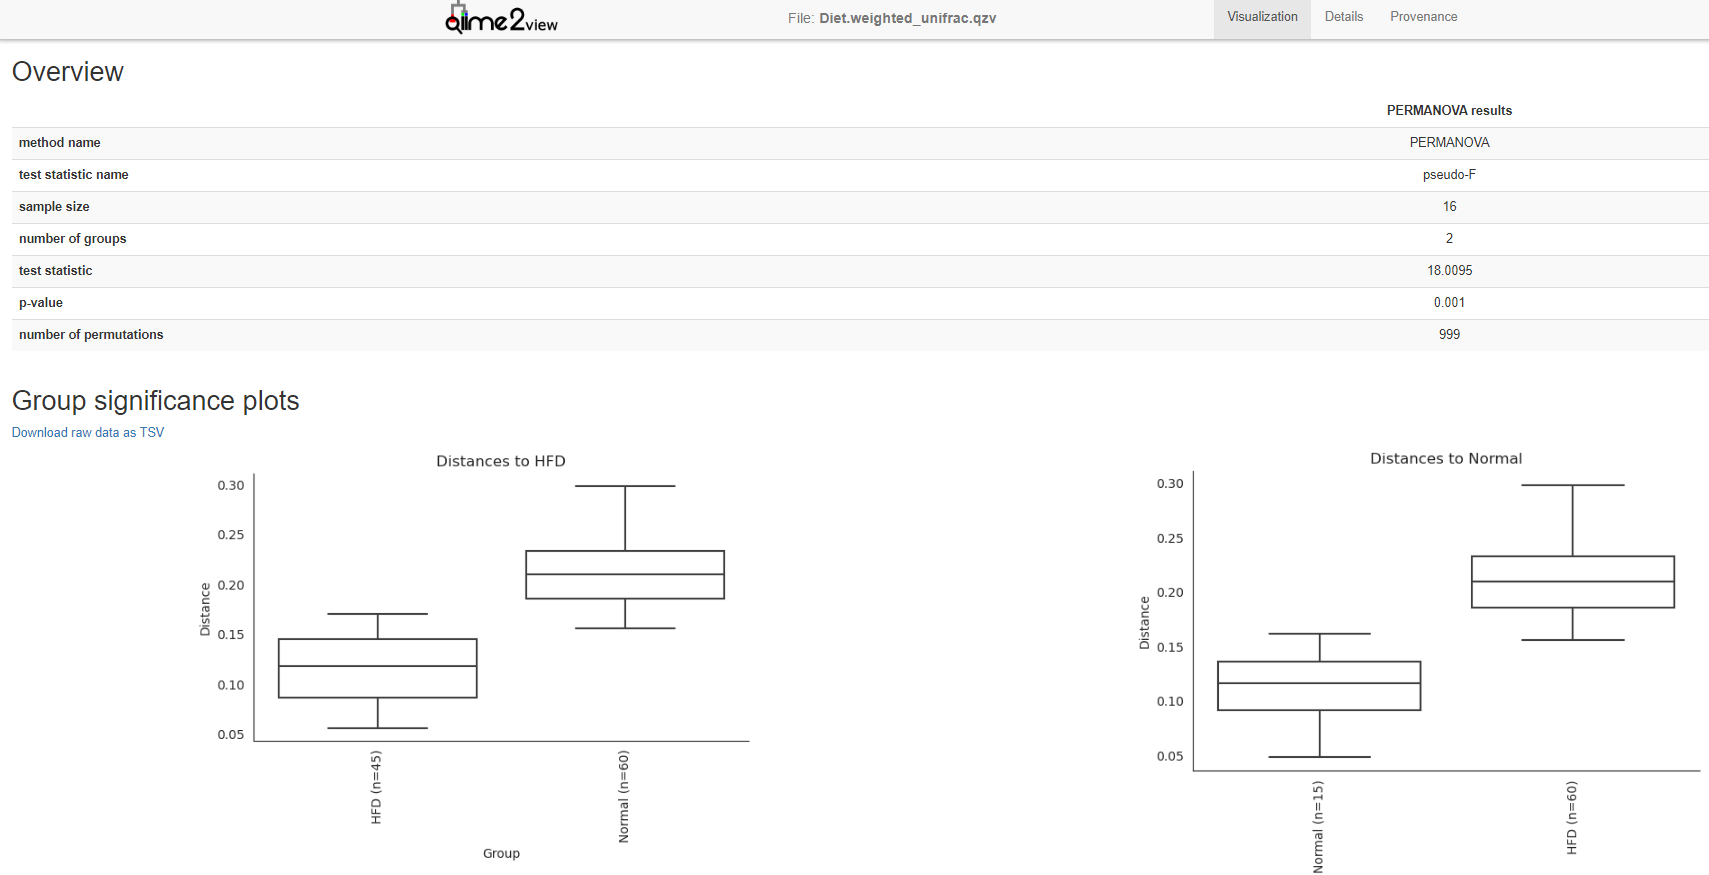 qiime2view
File: Diet.weighted_unifrac.qzv
Visualization Details Provenance
Overview
PERMANOVA results
method name PERMANOVA
test statistic name pseudo-F
sample size 16
number of groups 2
test statistic 18.0095
p-value 0.001
number of permutations 999
Group significance plots
Download raw data as TSV
Distances to HFD
0.30
0.25
0.20
0.15
0.10
0.05
Distance
HFD (n=45)
Normal (n=60)
Group
Distances to Normal
0.30
0.25
0.20
0.15
0.10
0.05
Distance
Normal (n=15)
HFD (n=60)